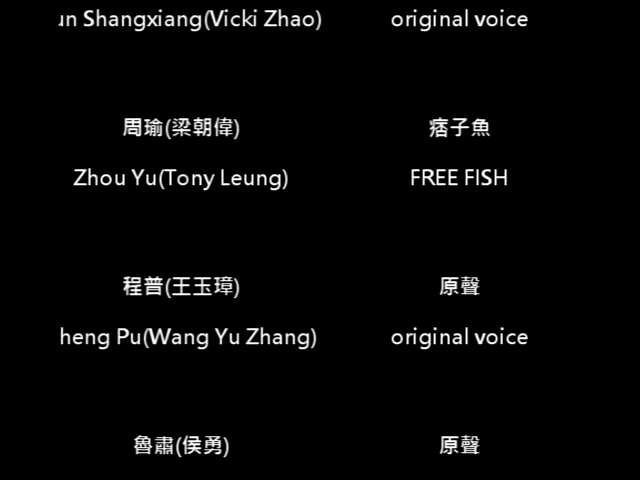 un Shangxiang(Vicki Zhao) original voice
周瑜(梁朝偉) 痞子魚
Zhou Yu(Tony Leung) FREE FISH
程普(王玉璋) 原聲
heng Pu(Wang Yu Zhang) original voice
魯肅(侯勇) 原聲